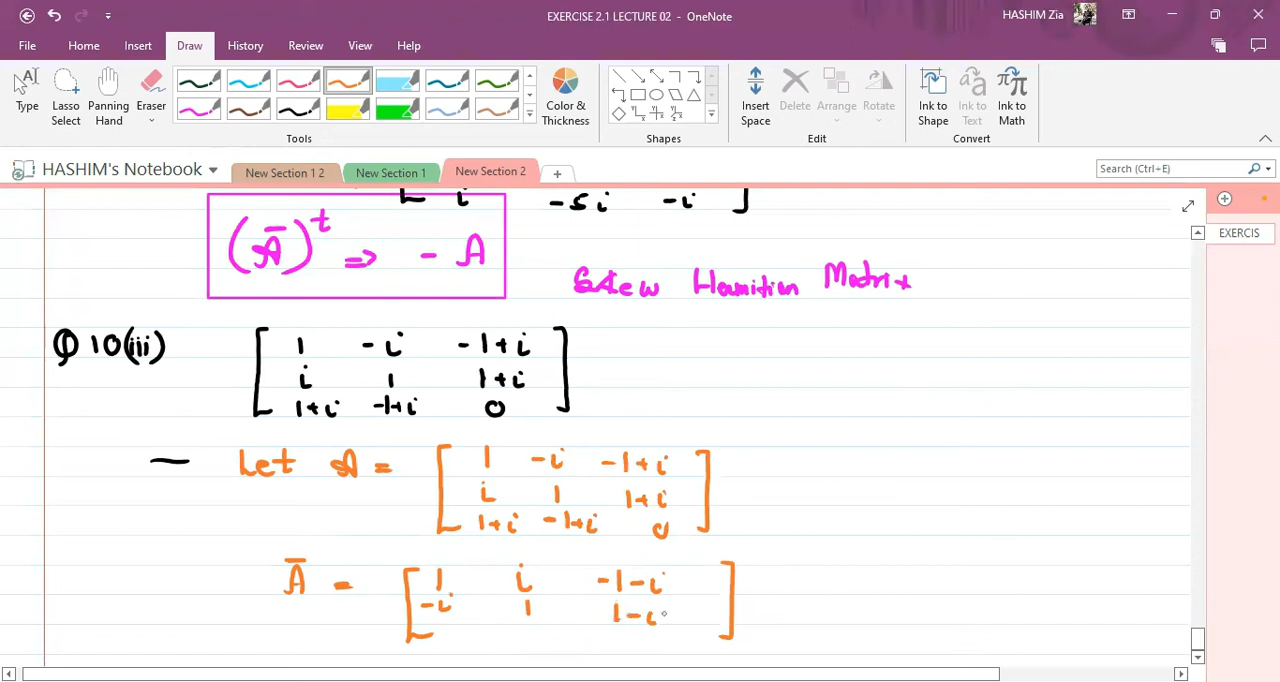 EXERCISE 2.1 LECTURE 02 - OneNote
HASHIM Zia
File Home Insert Draw History Review View Help
Type
Lasso Select
Panning Hand
Eraser
Color & Thickness
Insert Space
Delete
Arrange
Rotate
Ink to Shape
Ink to Text
Ink to Math
Tools
Shapes
Edit
Convert
HASHIM's Notebook
New Section 1 2
New Section 1
New Section 2
Search (Ctrl+E)
EXERCIS
[ i -5i -i ]
(Ā)^t => - A
Skew Hermition Matrix
Q 10(iii) [ 1 -i -1+i
i 1 1+i
1+i -1+i 0 ]
Let A = [ 1 -i -1+i
i 1 1+i
1+i -1+i 0 ]
Ā = [ 1 i -1-i
-i 1 1-i ]